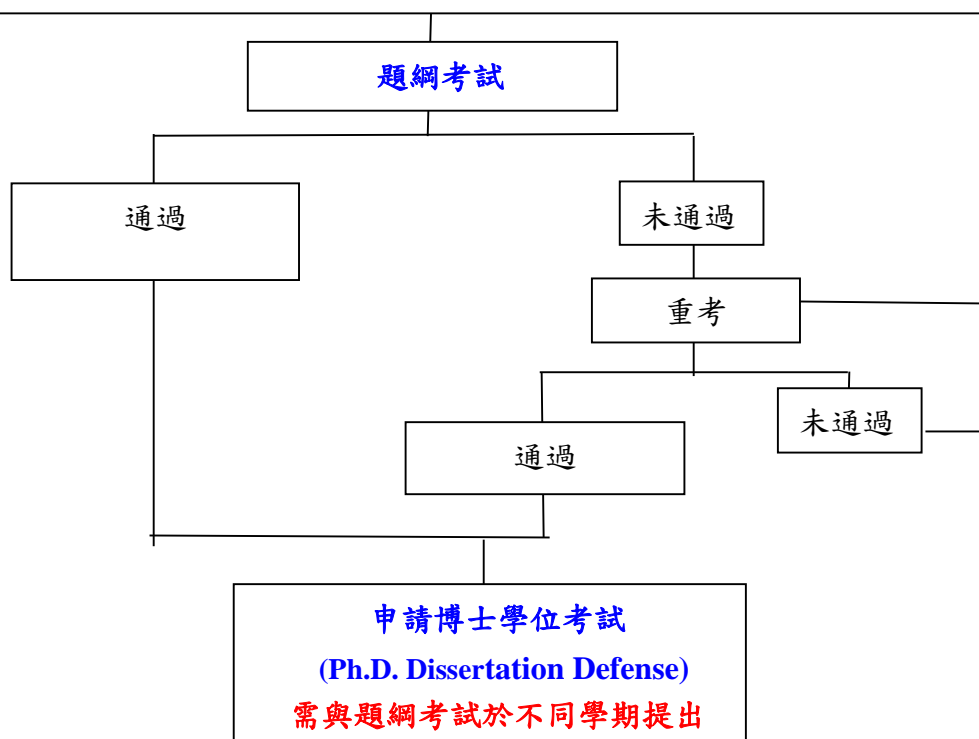 題綱考試
通過
未通過
重考
未通過
通過
申請博士學位考試
(Ph.D. Dissertation Defense)
需與題綱考試於不同學期提出